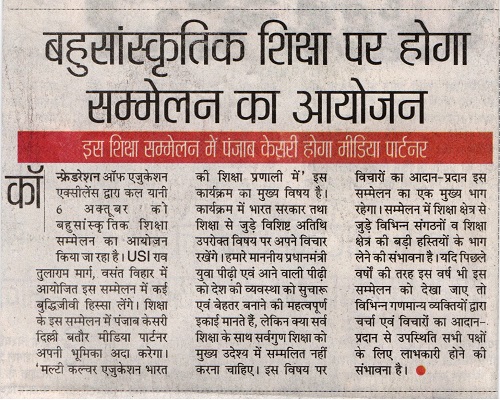 बहुसांस्कृतिक शिक्षा पर होगा
सम्मेलन का आयोजन
इस शिक्षा सम्मेलन में पंजाब केसरी होगा मीडिया पार्टनर
कॉन्फ्रेडरेशन ऑफ एजुकेशन
एक्सीलेंस द्वारा कल यानी
6 अक्तूबर को
बहुसांस्कृतिक शिक्षा
सम्मेलन का आयोजन
किया जा रहा है। USI राव
तुलाराम मार्ग, वसंत विहार में
आयोजित इस सम्मेलन में कई
बुद्धिजीवी हिस्सा लेंगे। शिक्षा
के इस सम्मेलन में पंजाब केसरी
दिल्ली बतौर मीडिया पार्टनर
अपनी भूमिका अदा करेगा।
'मल्टी कल्चर एजुकेशन भारत
की शिक्षा प्रणाली में' इस
कार्यक्रम का मुख्य विषय है।
कार्यक्रम में भारत सरकार तथा
शिक्षा से जुड़े विशिष्ट अतिथि
उपरोक्त विषय पर अपने विचार
रखेंगे। हमारे माननीय प्रधानमंत्री
युवा पीढ़ी एवं आने वाली पीढ़ी
को देश की व्यवस्था को सुचारू
एवं बेहतर बनाने की महत्वपूर्ण
इकाई मानते हैं, लेकिन क्या सर्व
शिक्षा के साथ सर्वगुण शिक्षा को
मुख्य उदेश्य में सम्मलित नहीं
करना चाहिए। इस विषय पर
विचारों का आदान-प्रदान इस
सम्मेलन का एक मुख्य भाग
रहेगा। सम्मेलन में शिक्षा क्षेत्र से
जुड़े विभिन्न संगठनों व शिक्षा
क्षेत्र की बड़ी हस्तियों के भाग
लेने की संभावना है। यदि पिछले
वर्षों की तरह इस वर्ष भी इस
सम्मेलन को देखा जाए तो
विभिन्न गणमान्य व्यक्तियों द्वारा
चर्चा एवं विचारों का आदान-
प्रदान से उपस्थिति सभी पक्षों
के लिए लाभकारी होने की
संभावना है।